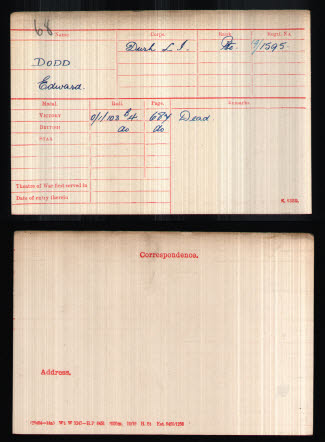 68
Name. Corps. Rank. Regtl. No.
DODD Durh L.I. Pte 9/1595.
Edward.
Medal. Roll. Page. Remarks.
VICTORY 0/1/103 B4 684 Dead.
BRITISH do do
STAR
Theatre of War first served in
Date of entry therein
Correspondence.
Address.